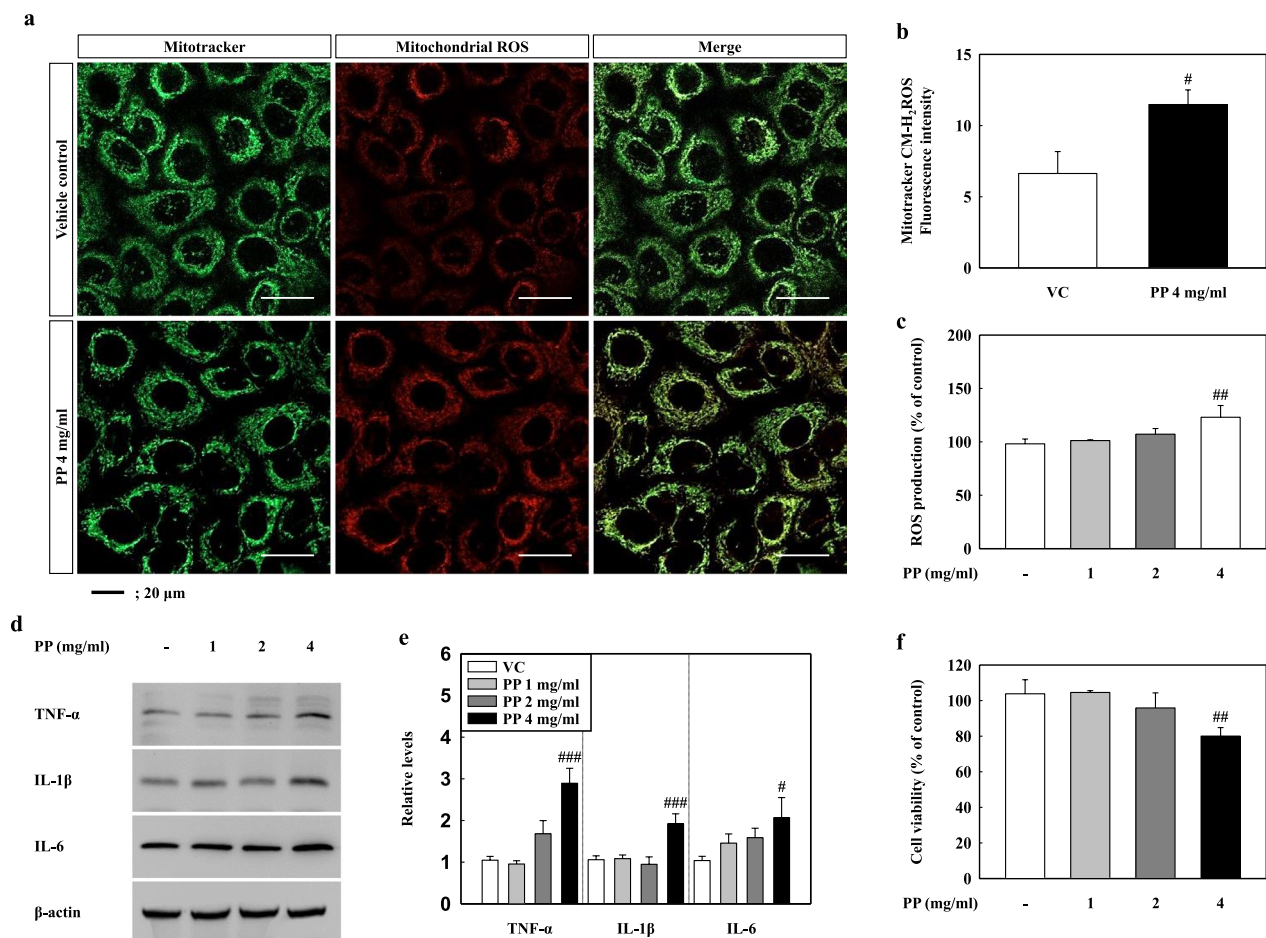 a
Mitotracker
Mitochondrial ROS
Merge
Vehicle control
PP 4 mg/ml
; 20 μm
b
Mitotracker CM-H₂ROS
Fluorescence intensity
15
10
5
0
#
VC
PP 4 mg/ml
c
ROS production (% of control)
200
150
100
50
0
##
PP (mg/ml)
-
1
2
4
d
PP (mg/ml)
-
1
2
4
TNF-α
IL-1β
IL-6
β-actin
e
Relative levels
6
5
4
3
2
1
0
VC
PP 1 mg/ml
PP 2 mg/ml
PP 4 mg/ml
###
###
#
TNF-α
IL-1β
IL-6
f
Cell viability (% of control)
120
100
80
60
40
20
0
##
PP (mg/ml)
-
1
2
4